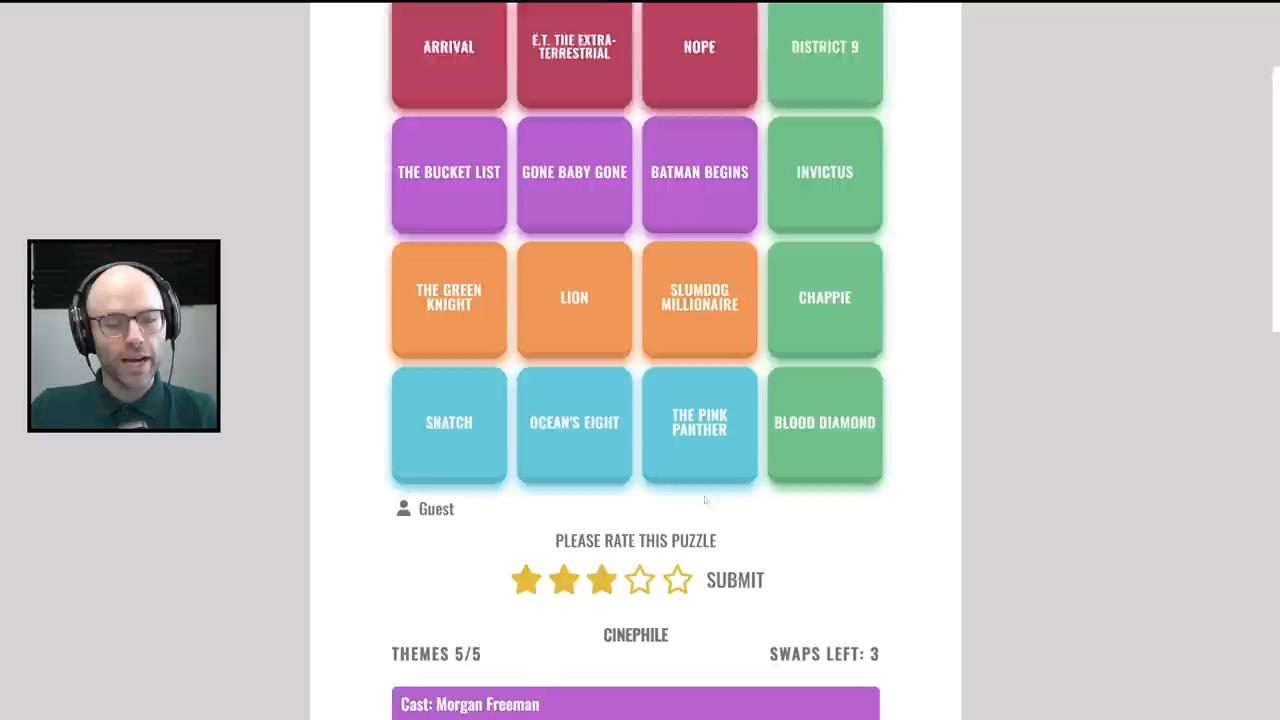 ARRIVAL
E.T. THE EXTRA-
TERRESTRIAL
NOPE
DISTRICT 9
THE BUCKET LIST
GONE BABY GONE
BATMAN BEGINS
INVICTUS
THE GREEN
KNIGHT
LION
SLUMDOG
MILLIONAIRE
CHAPPIE
SNATCH
OCEAN'S EIGHT
THE PINK
PANTHER
BLOOD DIAMOND
Guest
PLEASE RATE THIS PUZZLE
SUBMIT
CINEPHILE
THEMES 5/5
SWAPS LEFT: 3
Cast: Morgan Freeman